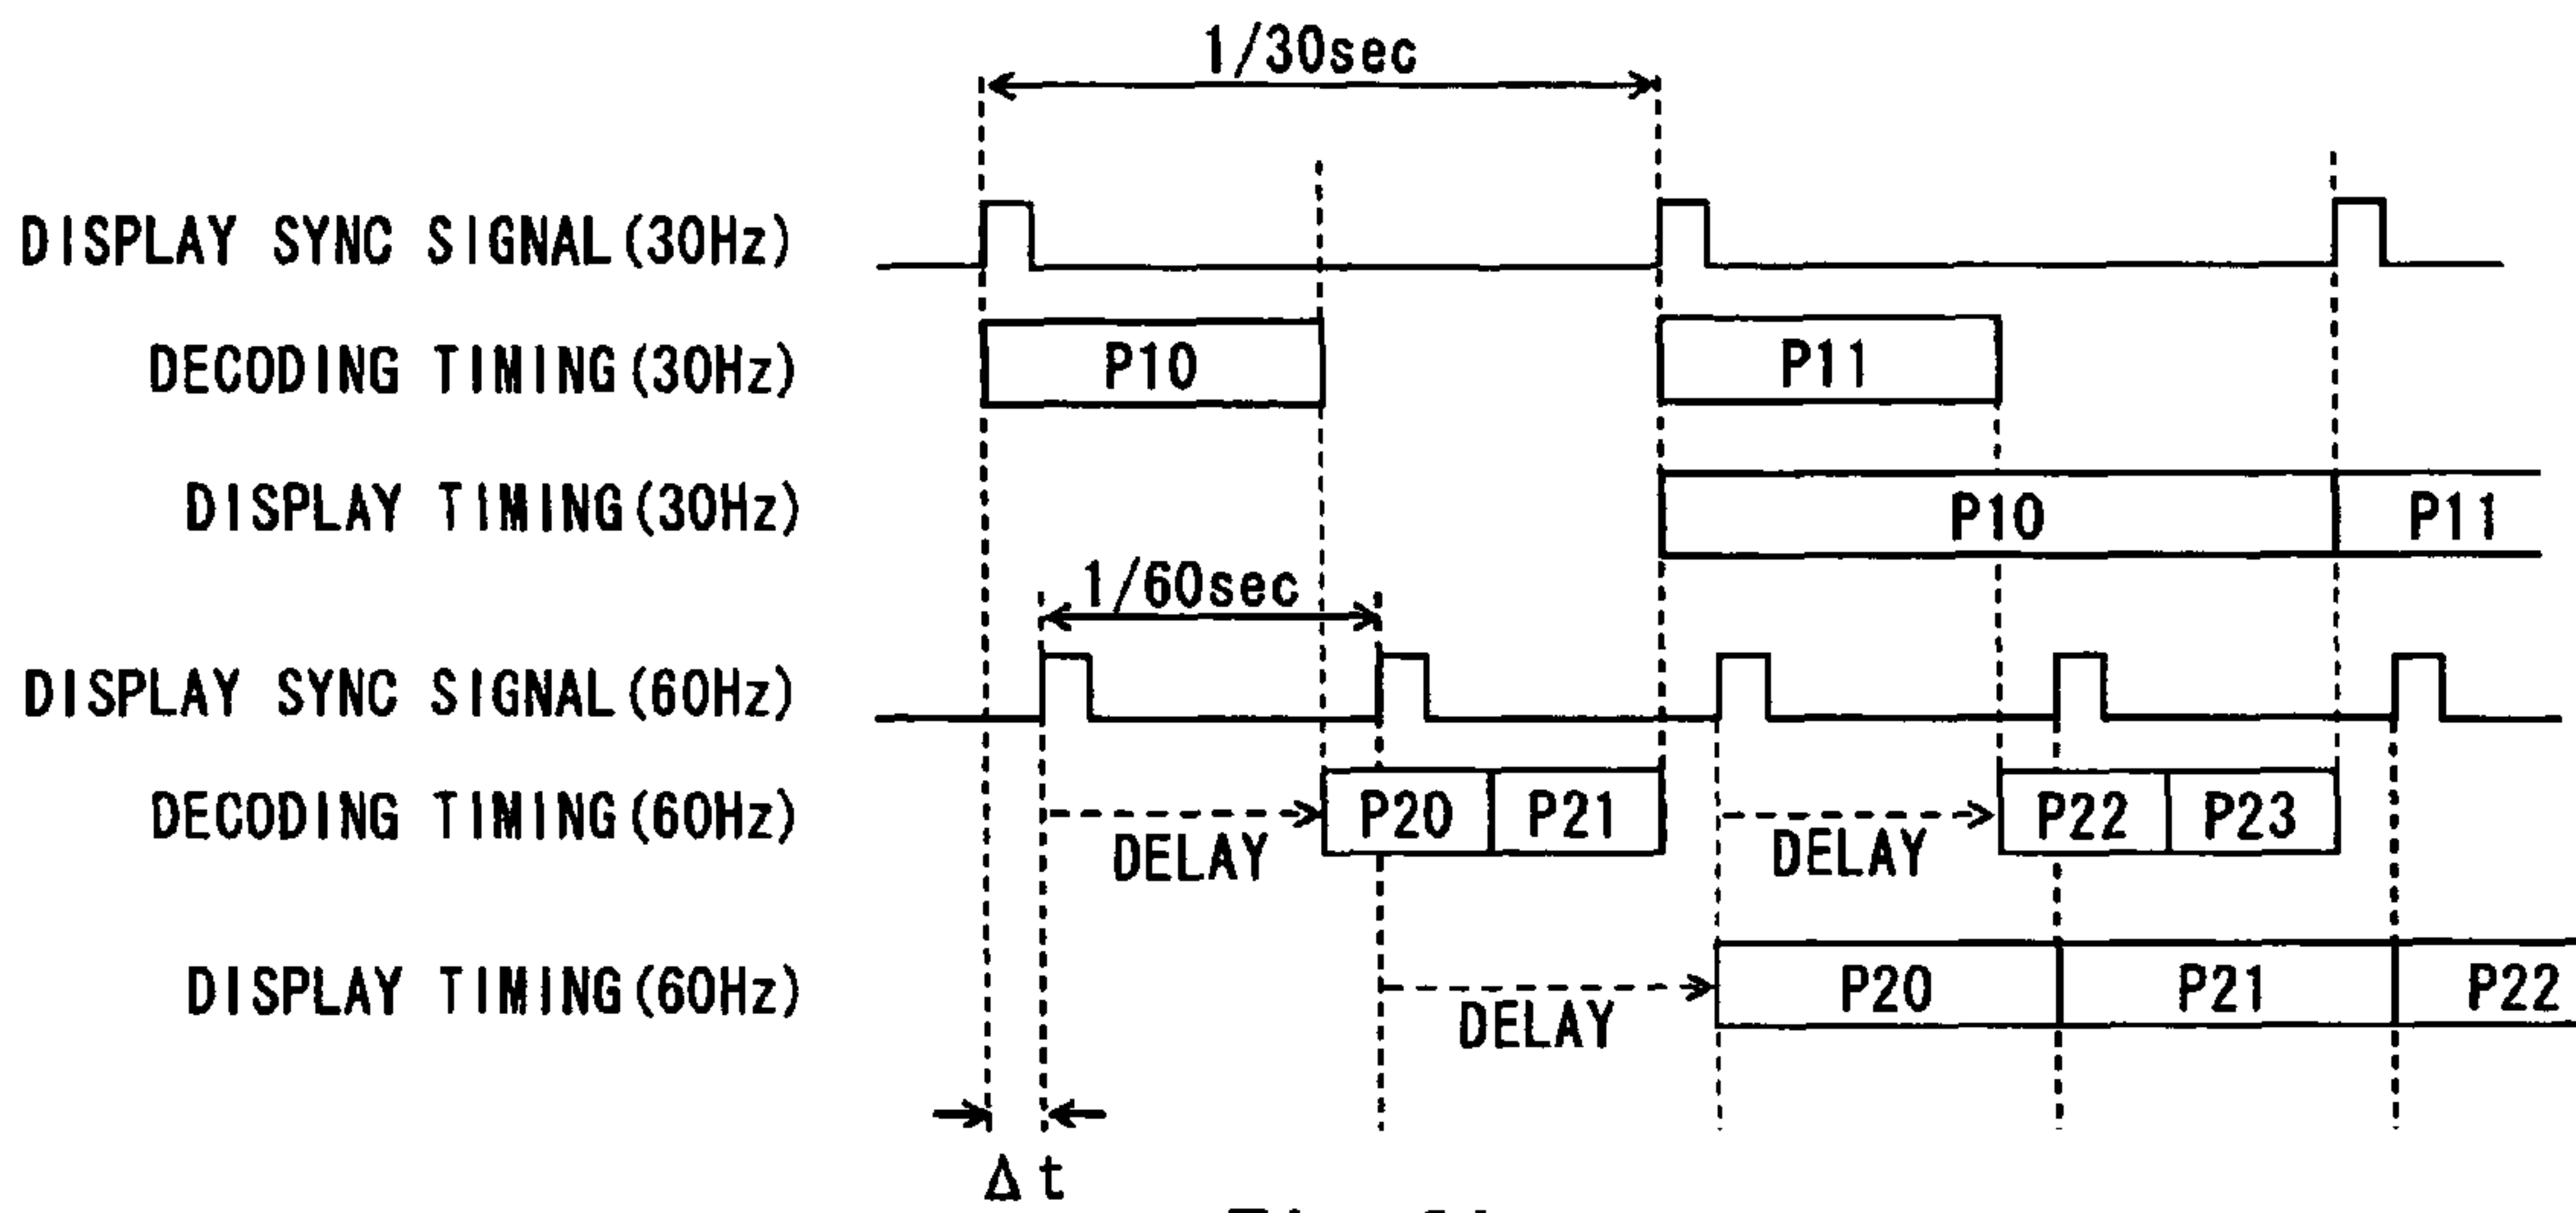 1/30sec
DISPLAY SYNC SIGNAL(30Hz)
DECODING TIMING(30Hz) P10 P11
DISPLAY TIMING(30Hz) P10 P11
1/60sec
DISPLAY SYNC SIGNAL(60Hz)
DECODING TIMING(60Hz) DELAY P20 P21 DELAY P22 P23
DISPLAY TIMING(60Hz) DELAY P20 P21 P22
Δt